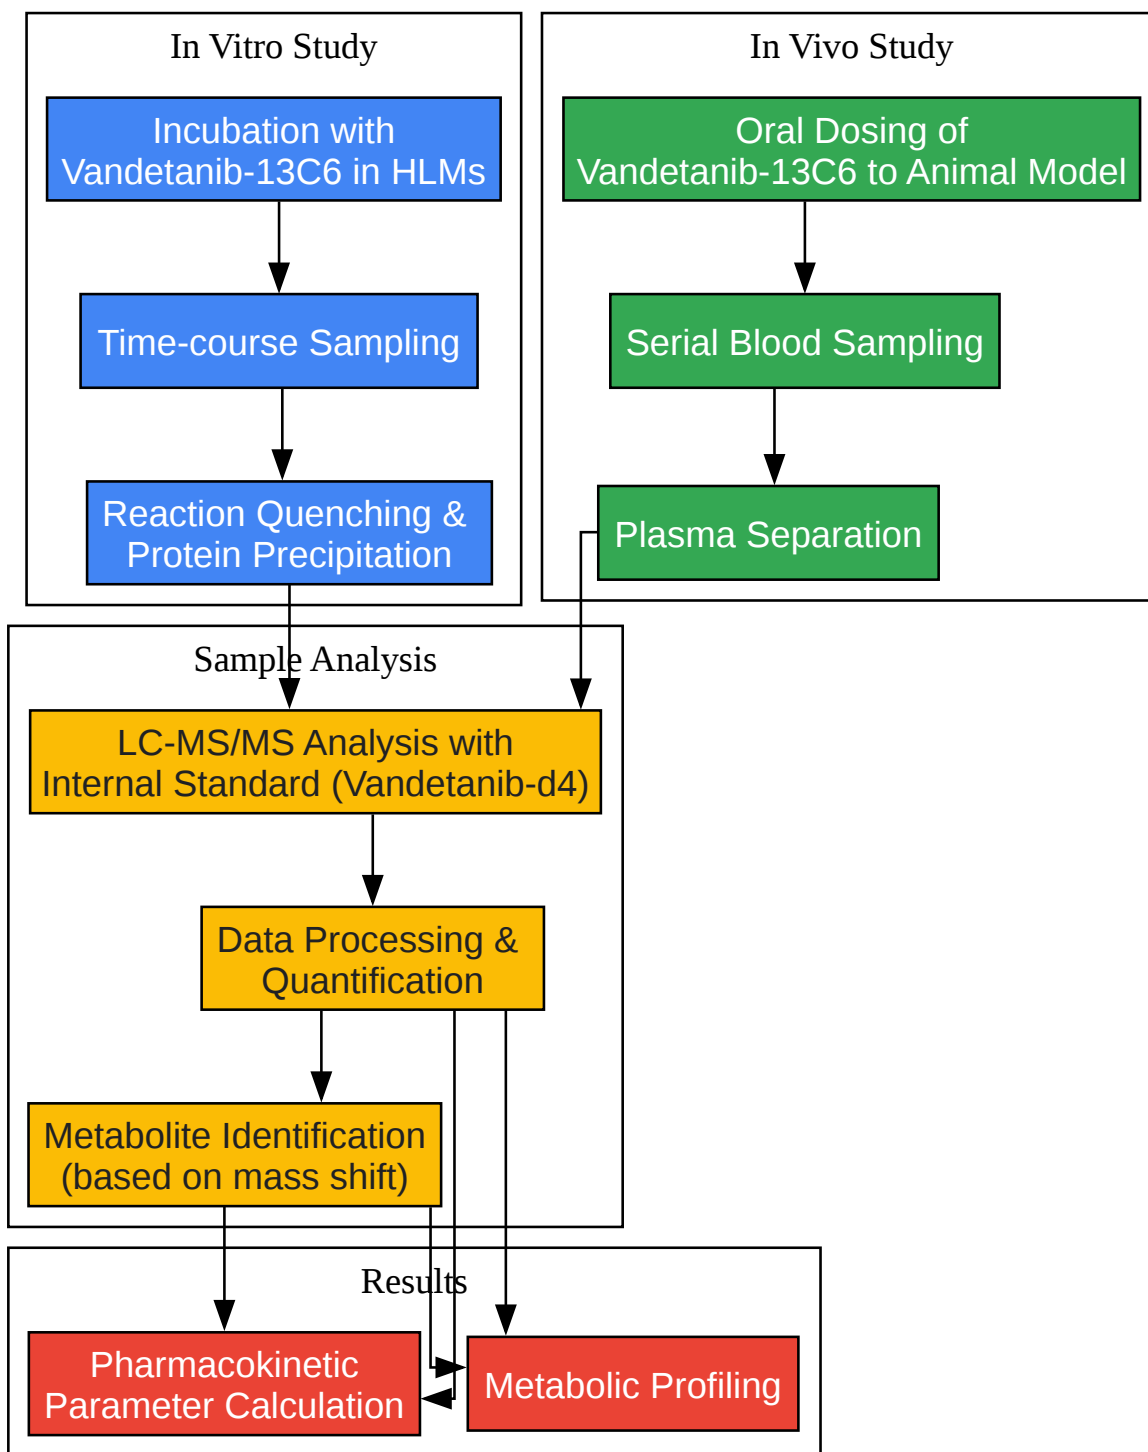 In Vitro Study
Incubation with
Vandetanib-13C6 in HLMs
Time-course Sampling
Reaction Quenching &
Protein Precipitation
In Vivo Study
Oral Dosing of
Vandetanib-13C6 to Animal Model
Serial Blood Sampling
Plasma Separation
Sample Analysis
LC-MS/MS Analysis with
Internal Standard (Vandetanib-d4)
Data Processing &
Quantification
Metabolite Identification
(based on mass shift)
Results
Pharmacokinetic
Parameter Calculation
Metabolic Profiling